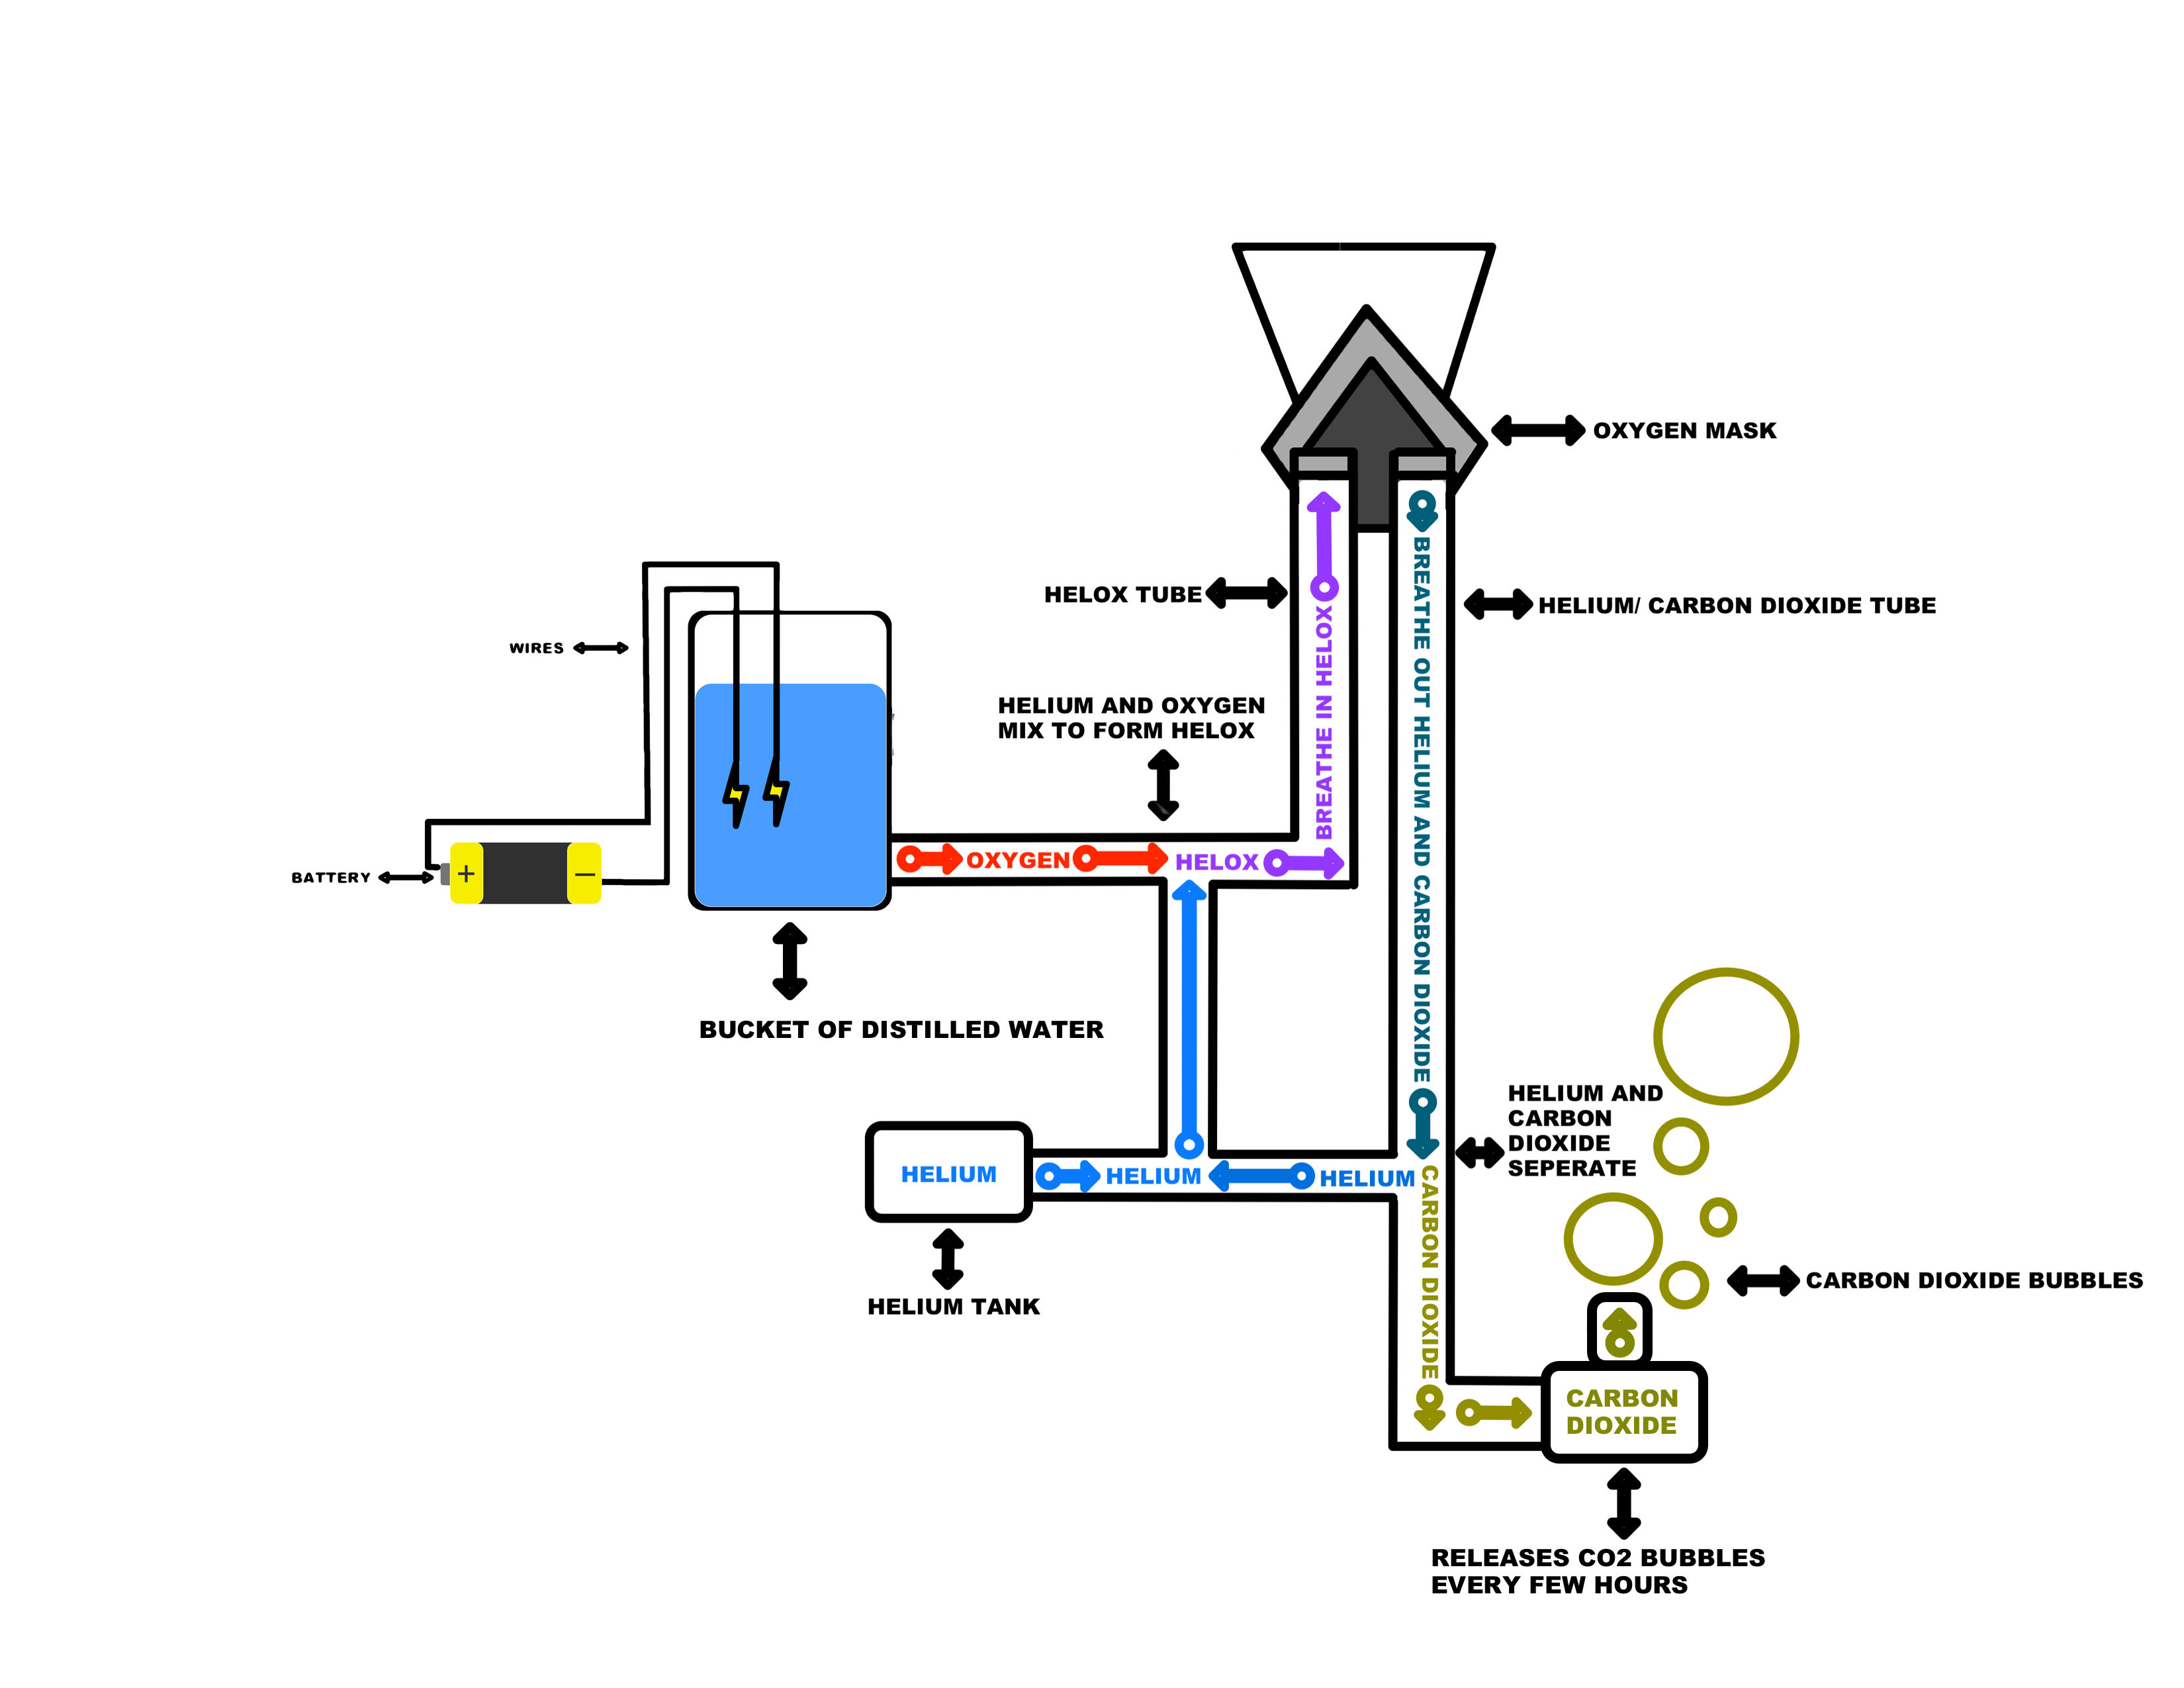 OXYGEN MASK
HELOX TUBE
HELIUM/ CARBON DIOXIDE TUBE
WIRES
BREATHE IN HELOX
BREATHE OUT HELIUM AND CARBON DIOXIDE
HELIUM AND OXYGEN
MIX TO FORM HELOX
OXYGEN
HELOX
BATTERY
+
−
BUCKET OF DISTILLED WATER
HELIUM AND
CARBON
DIOXIDE
SEPERATE
HELIUM
HELIUM
HELIUM
CARBON DIOXIDE
HELIUM TANK
CARBON DIOXIDE BUBBLES
CARBON
DIOXIDE
RELEASES CO2 BUBBLES
EVERY FEW HOURS